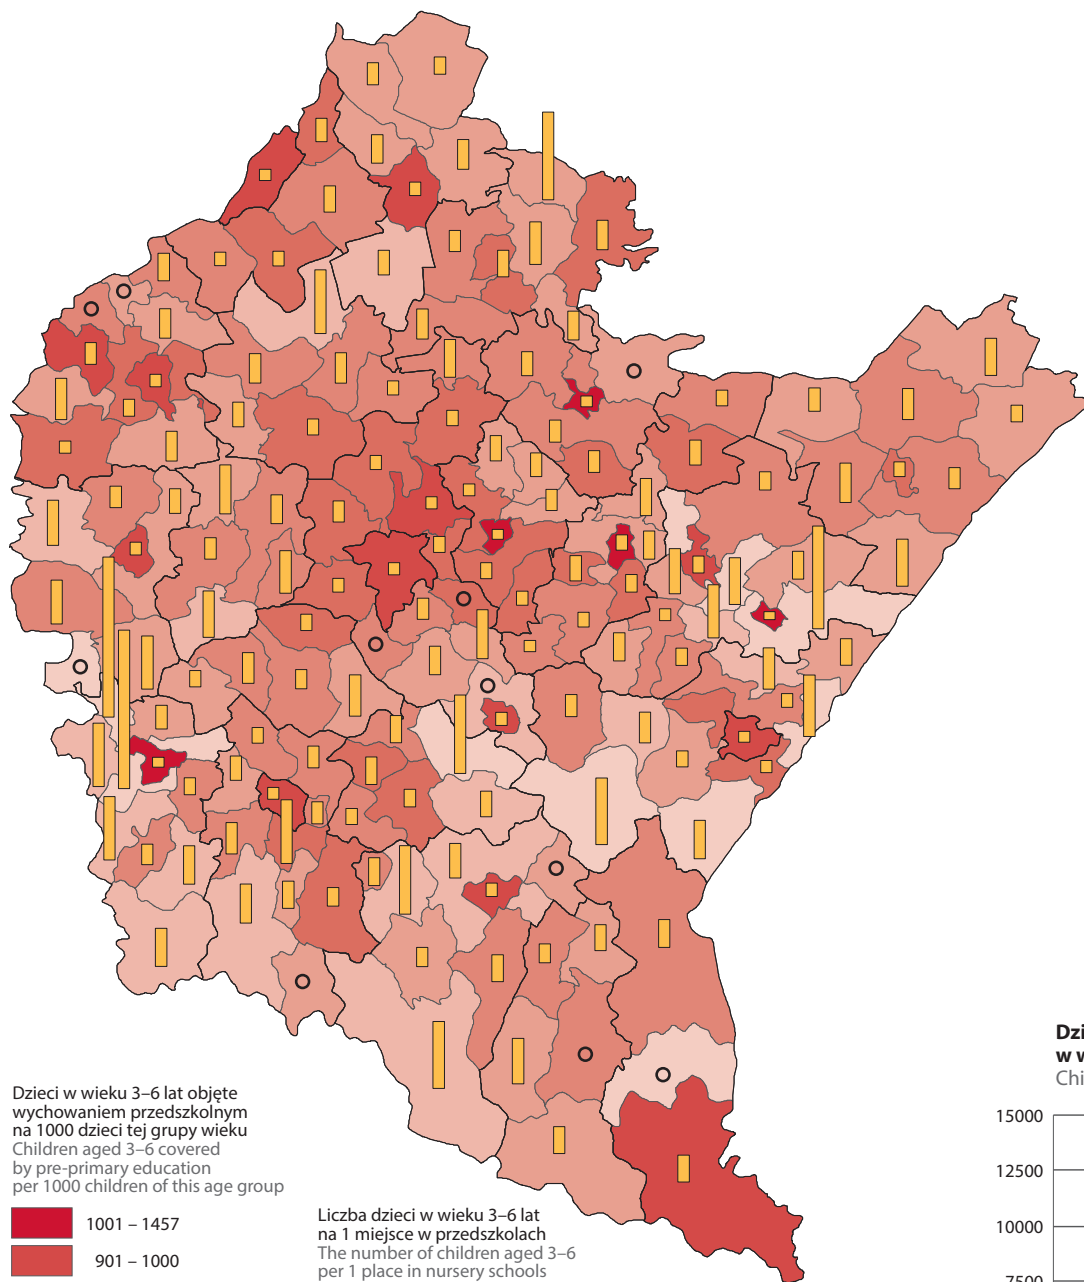 Dzieci w wieku 3–6 lat objęte
wychowaniem przedszkolnym
na 1000 dzieci tej grupy wieku
Children aged 3–6 covered
by pre-primary education
per 1000 children of this age group
1001 – 1457
901 – 1000
Liczba dzieci w wieku 3–6 lat
na 1 miejsce w przedszkolach
The number of children aged 3–6
per 1 place in nursery schools
15000
12500
10000